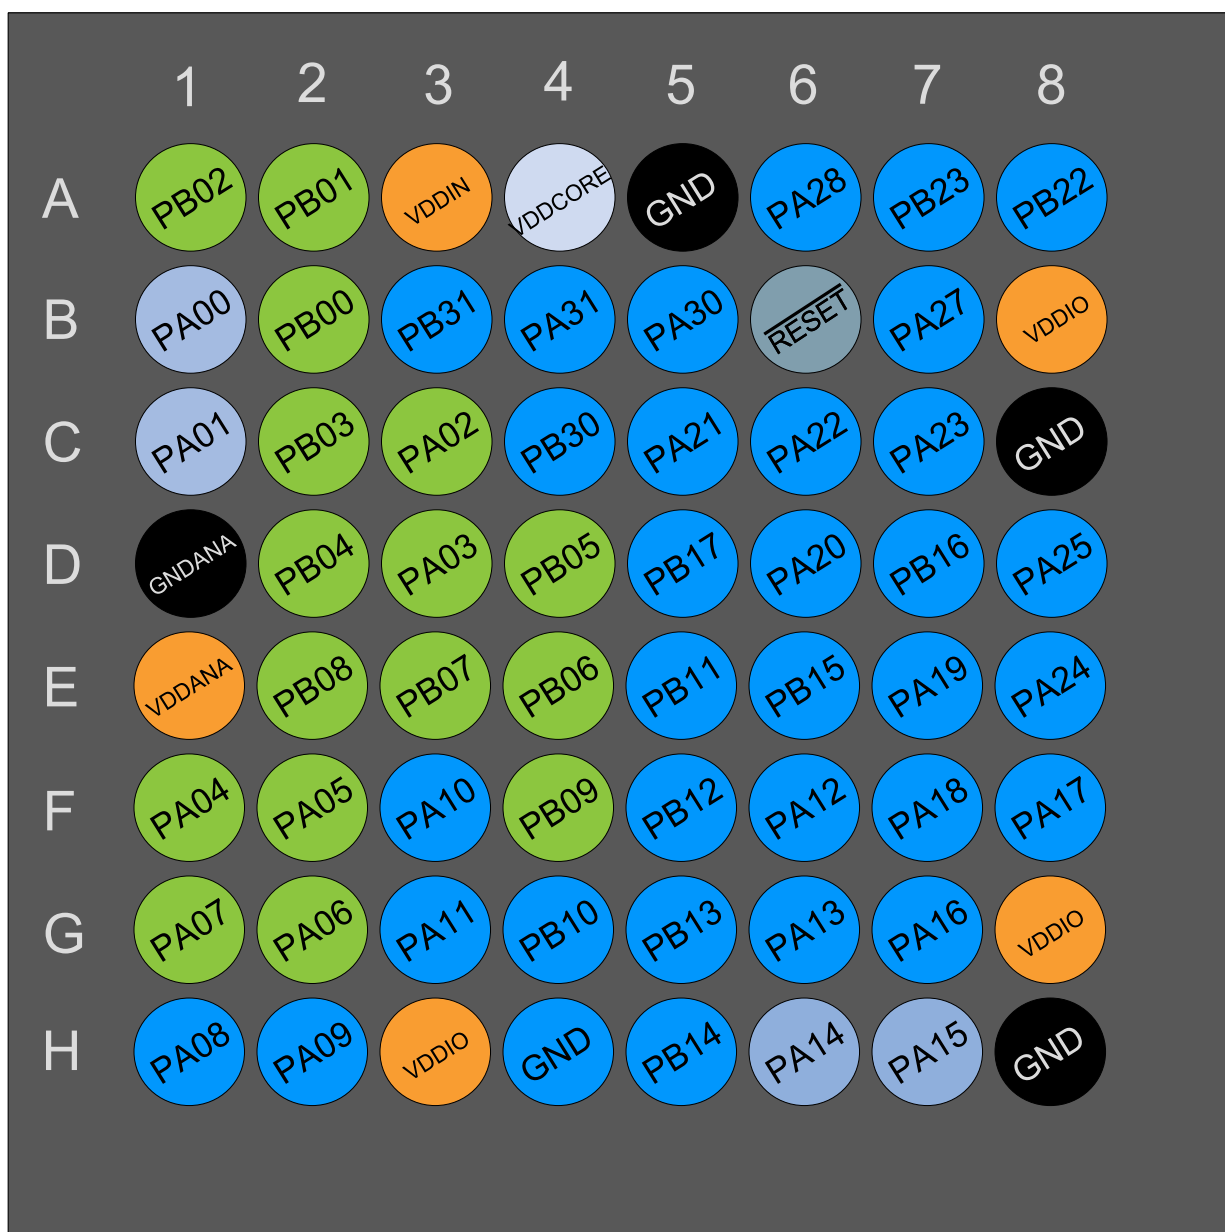 1 2 3 4 5 6 7 8
A PB02 PB01 VDDIN VDDCORE GND PA28 PB23 PB22
B PA00 PB00 PB31 PA31 PA30 RESET PA27 VDDIO
C PA01 PB03 PA02 PB30 PA21 PA22 PA23 GND
D GNDANA PB04 PA03 PB05 PB17 PA20 PB16 PA25
E VDDANA PB08 PB07 PB06 PB11 PB15 PA19 PA24
F PA04 PA05 PA10 PB09 PB12 PA12 PA18 PA17
G PA07 PA06 PA11 PB10 PB13 PA13 PA16 VDDIO
H PA08 PA09 VDDIO GND PB14 PA14 PA15 GND